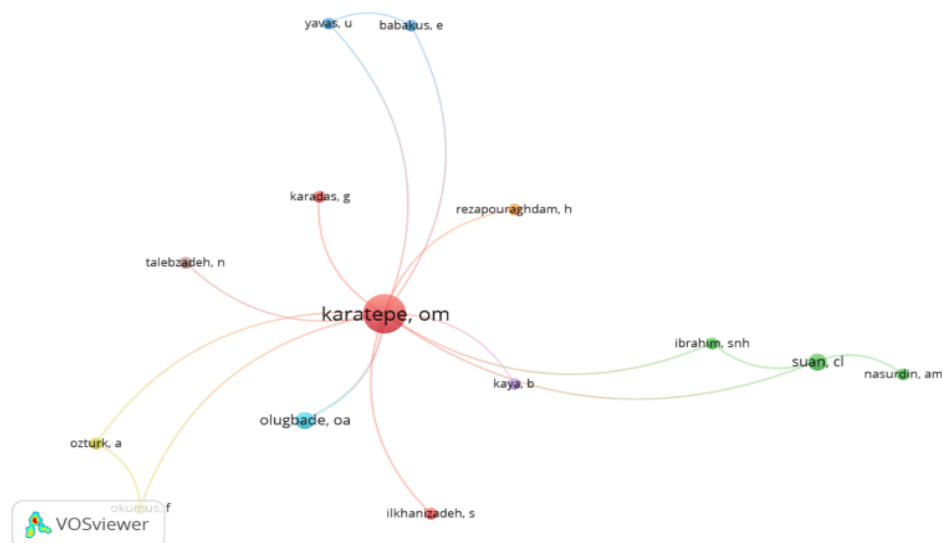 yavas, u
babakus, e
karadas, g
rezapouraghdam, h
talebzadeh, n
karatepe, om
ibrahim, snh
suan, cl
nasurdin, am
kaya, b
olugbade, oa
ozturk, a
okumus, f
ilkhanizadeh, s
VOSviewer